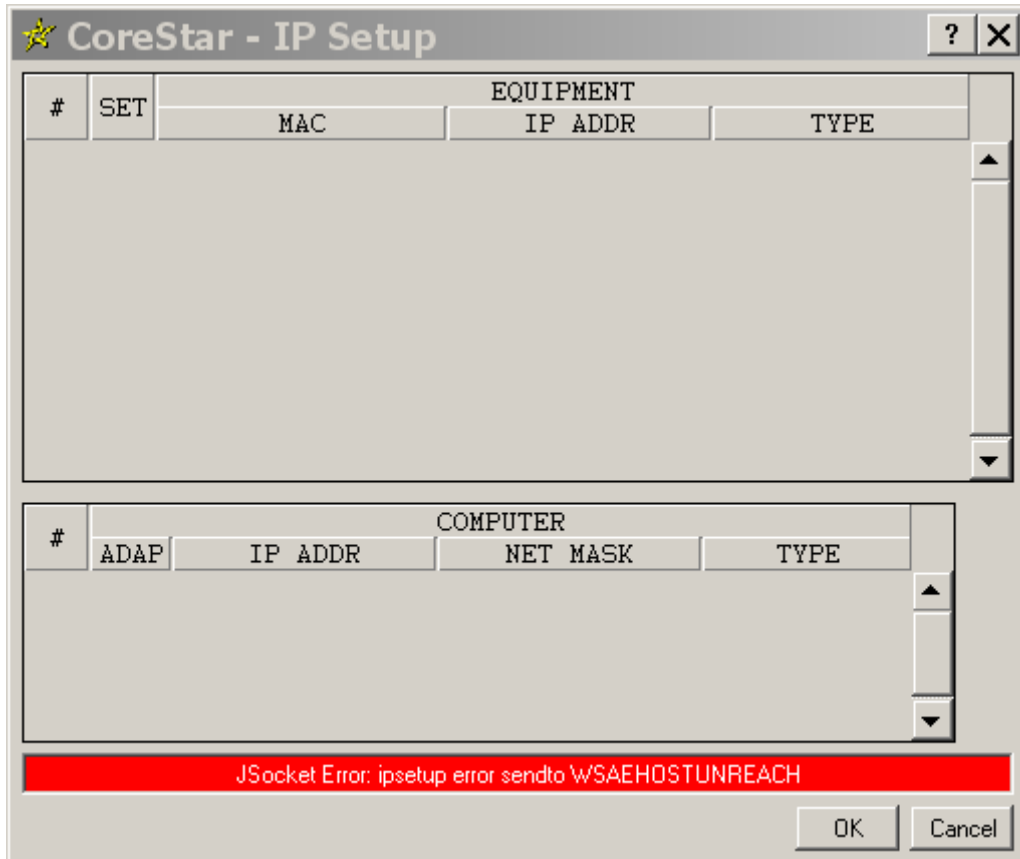 CoreStar - IP Setup
?
# SET EQUIPMENT
MAC IP ADDR TYPE
# COMPUTER
ADAP IP ADDR NET MASK TYPE
JSocket Error: ipsetup error sendto WSAEHOSTUNREACH
OK Cancel